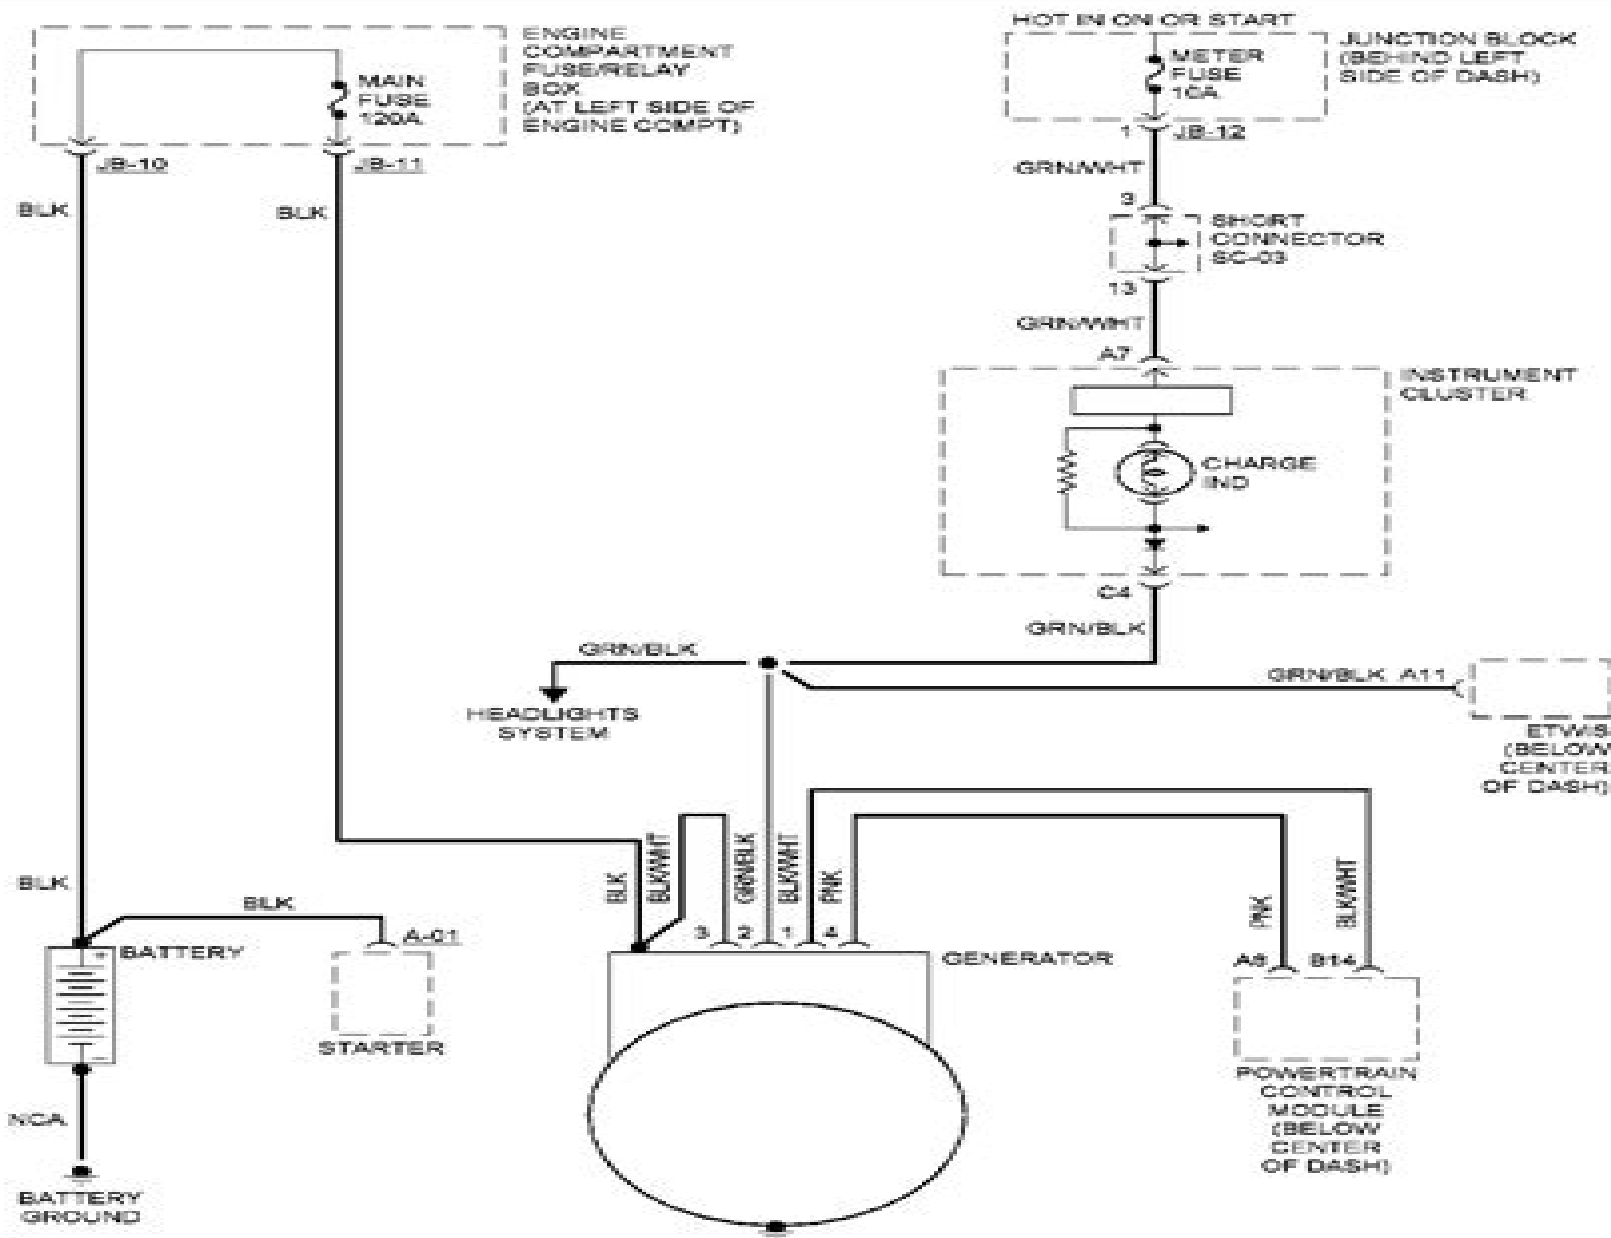 HOT IN ON OR START
ENGINE
COMPARTMENT
FUSE/RELAY
BOX
(AT LEFT SIDE OF
ENGINE COMPT)
MAIN
FUSE
120A
METER
FUSE
10A
JUNCTION BLOCK
(BEHIND LEFT
SIDE OF DASH)
JB-10
JB-11
1
JB-12
BLK
BLK
GRN/WHT
SHORT
CONNECTOR
SC-03
13
GRN/WHT
A7
INSTRUMENT
CLUSTER
CHARGE
IND
C4
GRN/BLK
GRN/BLK
HEADLIGHTS
SYSTEM
GRN/BLK A11
ETWIS
(BELOW
CENTER
OF DASH)
BLK
BLK
BLK
BLK/WHT
GRN/BLK
BLK/WHT
PNK
PNK
BLK/WHT
3 2 1 4
A-01
+ BATTERY
-
STARTER
GENERATOR
B14
POWERTRAIN
CONTROL
MODULE
(BELOW
CENTER
OF DASH)
NCA
BATTERY
GROUND